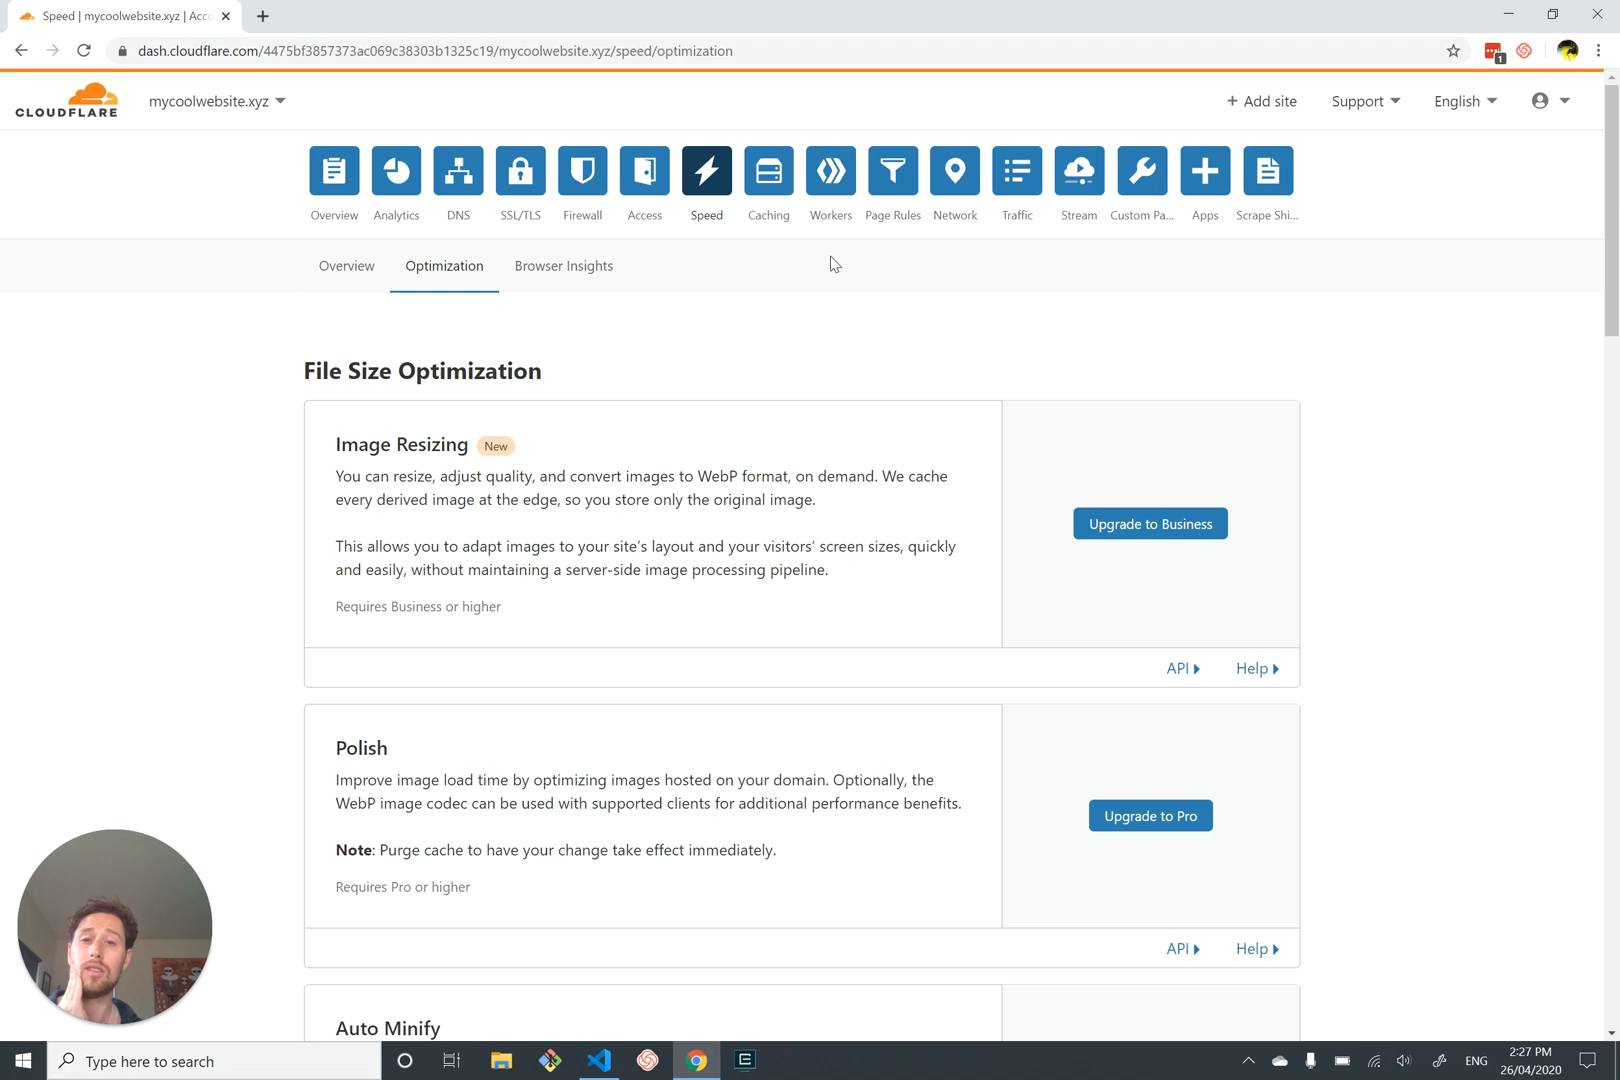 Speed | mycoolwebsite.xyz | Acc
dash.cloudflare.com/4475bf3857373ac069c38303b1325c19/mycoolwebsite.xyz/speed/optimization
1
CLOUDFLARE
mycoolwebsite.xyz
+ Add site
Support
English
Overview
Analytics
DNS
SSL/TLS
Firewall
Access
Speed
Caching
Workers
Page Rules
Network
Traffic
Stream
Custom Pa...
Apps
Scrape Shi...
Overview
Optimization
Browser Insights
File Size Optimization
Image Resizing New
You can resize, adjust quality, and convert images to WebP format, on demand. We cache
every derived image at the edge, so you store only the original image.
This allows you to adapt images to your site’s layout and your visitors’ screen sizes, quickly
and easily, without maintaining a server-side image processing pipeline.
Requires Business or higher
Upgrade to Business
API
Help
Polish
Improve image load time by optimizing images hosted on your domain. Optionally, the
WebP image codec can be used with supported clients for additional performance benefits.
Note: Purge cache to have your change take effect immediately.
Requires Pro or higher
Upgrade to Pro
API
Help
Auto Minify
Type here to search
ENG
2:27 PM
26/04/2020